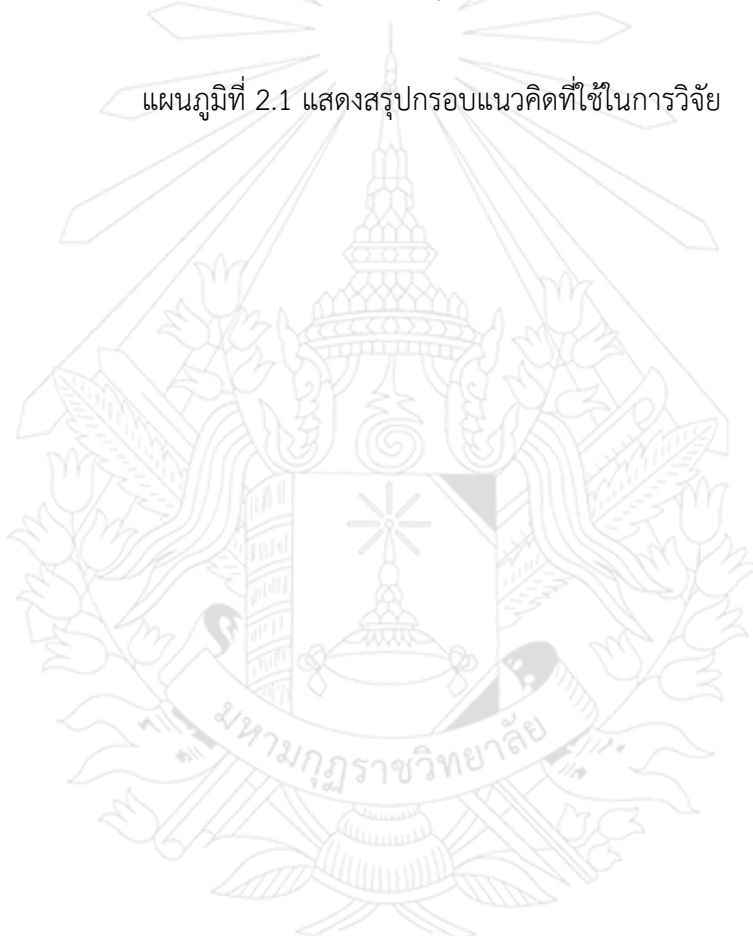 แผนภูมิที่ 2.1 แสดงสรุปกรอบแนวคิดที่ใช้ในการวิจัย
มหามกุฏราชวิทยาลัย